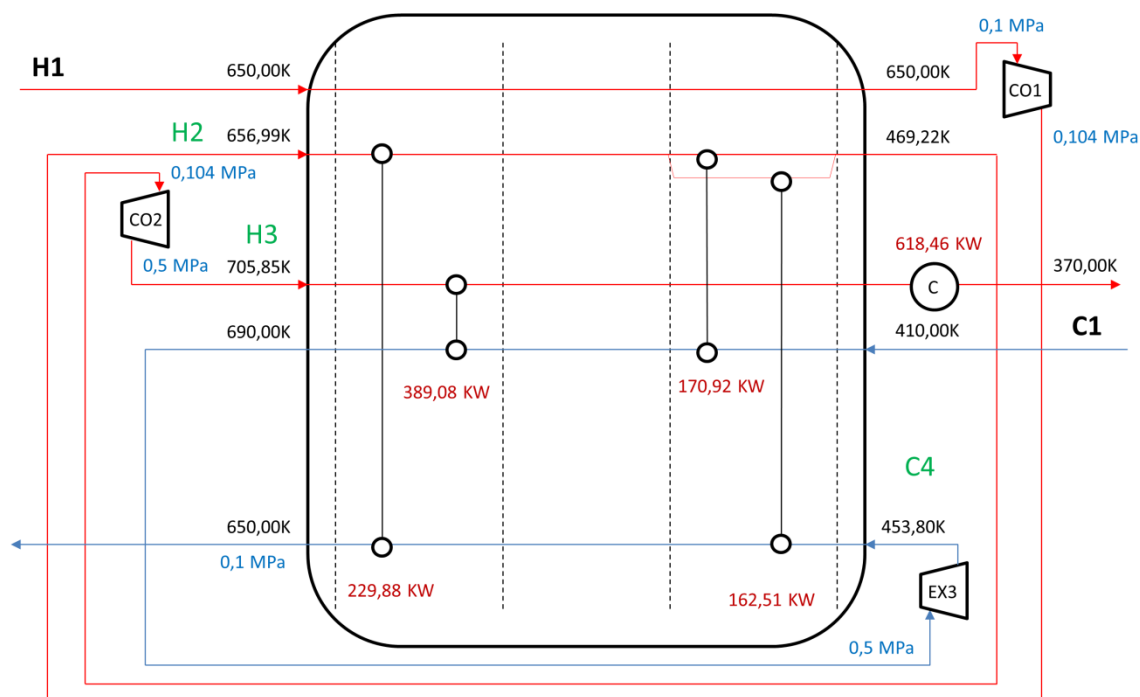 0,1 MPa
H1
650,00K
650,00K
CO1
H2
656,99K
469,22K
0,104 MPa
0,104 MPa
CO2
H3
618,46 KW
0,5 MPa
705,85K
C
370,00K
C1
690,00K
410,00K
389,08 KW
170,92 KW
C4
650,00K
453,80K
0,1 MPa
229,88 KW
162,51 KW
EX3
0,5 MPa